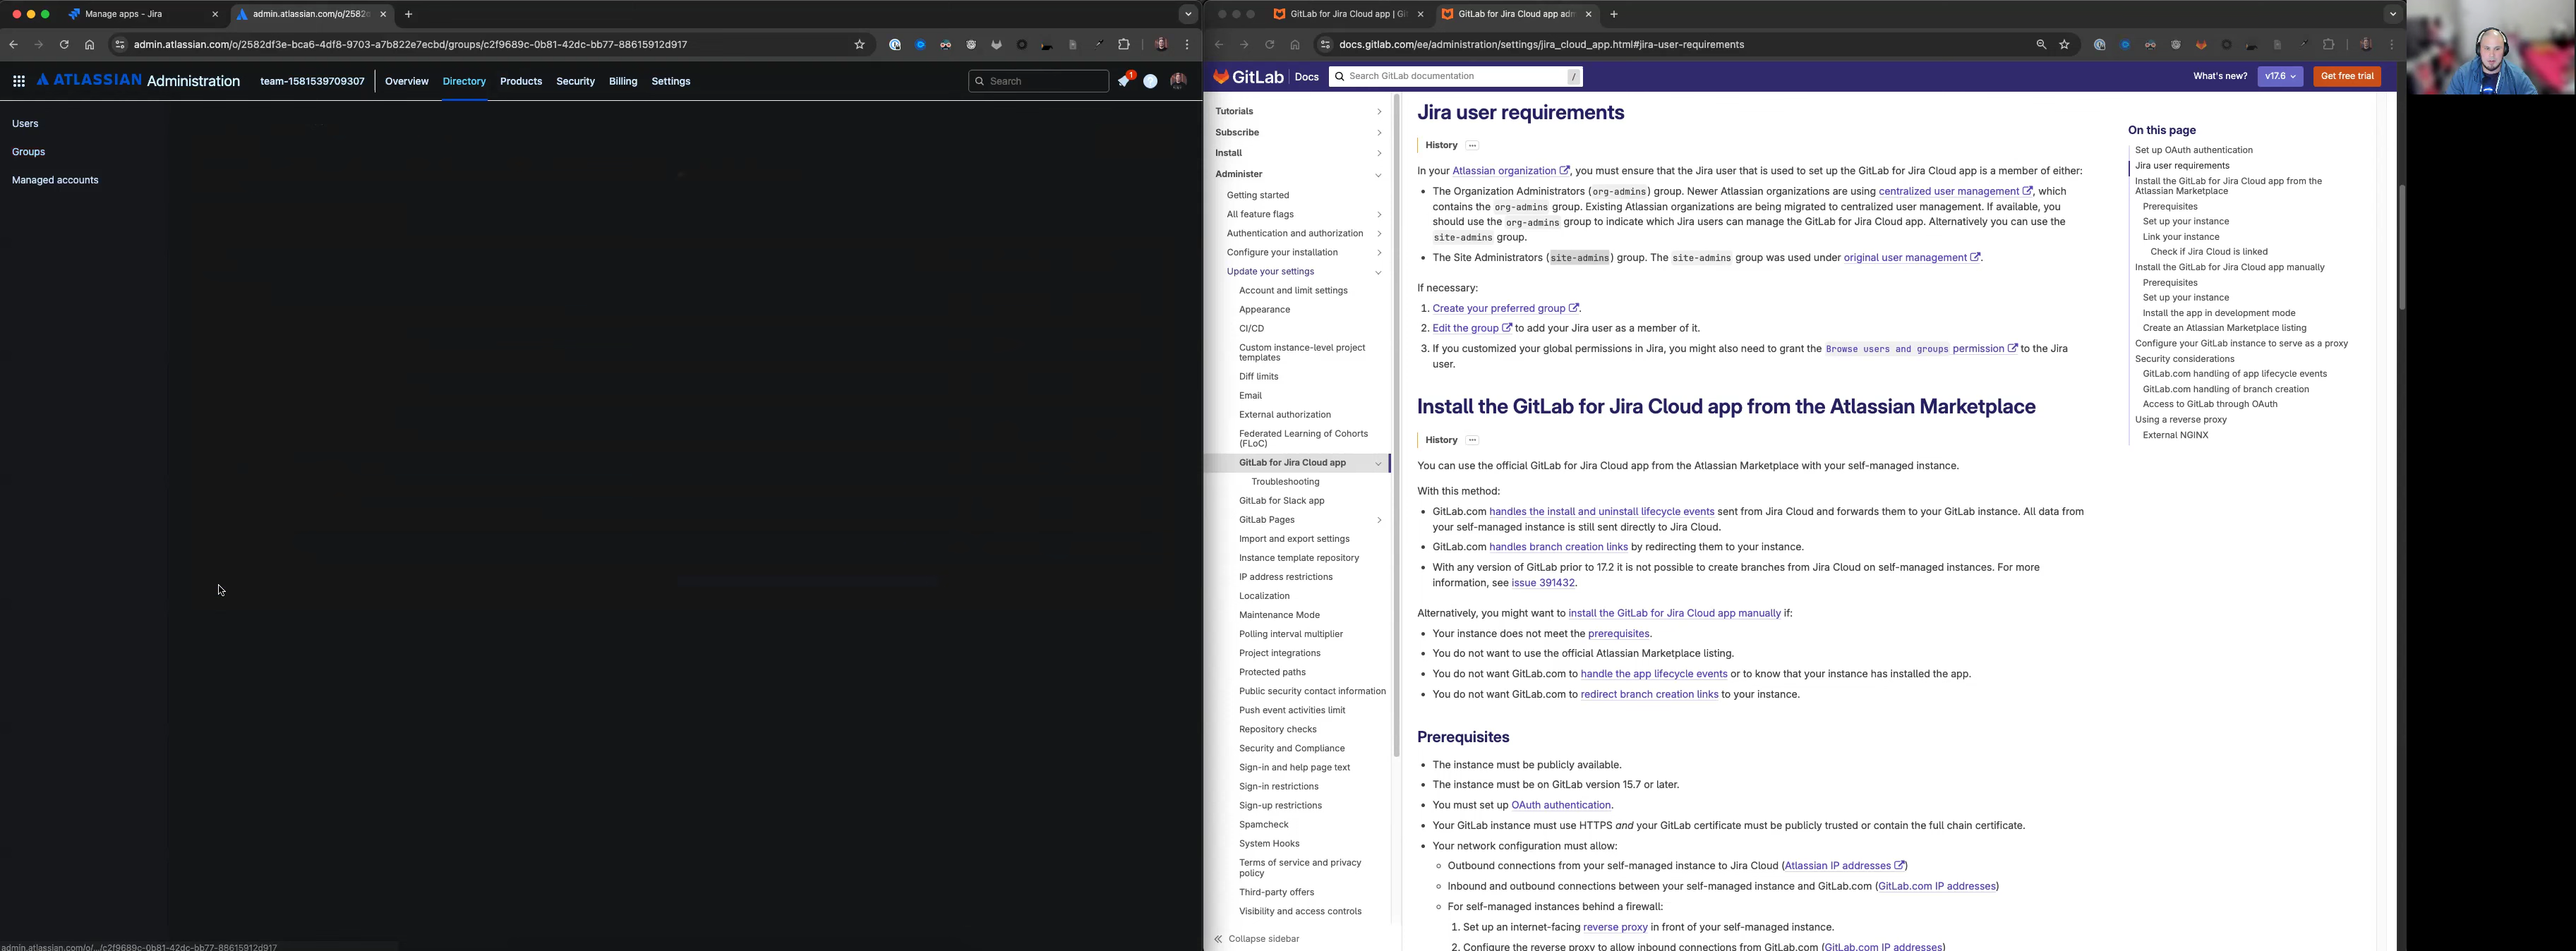 Manage apps - Jira
admin.atlassian.com/o/2582d
admin.atlassian.com/o/2582df3e-bca6-4df8-9703-a7b822e7ecbd/groups/c2f9689c-0b81-42dc-bb77-88615912d917
ATLASSIAN Administration
team-1581539709307
Overview
Directory
Products
Security
Billing
Settings
Search
1
Users
Groups
Managed accounts
admin.atlassian.com/o/.../c2f9689c-0b81-42dc-bb77-88615912d917
GitLab for Jira Cloud app | Gi
GitLab for Jira Cloud app adm
docs.gitlab.com/ee/administration/settings/jira_cloud_app.html#jira-user-requirements
GitLab Docs
Search GitLab documentation
/
What's new?
v17.6
Get free trial
Tutorials
Subscribe
Install
Administer
Getting started
All feature flags
Authentication and authorization
Configure your installation
Update your settings
Account and limit settings
Appearance
CI/CD
Custom instance-level project
templates
Diff limits
Email
External authorization
Federated Learning of Cohorts
(FLoC)
GitLab for Jira Cloud app
Troubleshooting
GitLab for Slack app
GitLab Pages
Import and export settings
Instance template repository
IP address restrictions
Localization
Maintenance Mode
Polling interval multiplier
Project integrations
Protected paths
Public security contact information
Push event activities limit
Repository checks
Security and Compliance
Sign-in and help page text
Sign-in restrictions
Sign-up restrictions
Spamcheck
System Hooks
Terms of service and privacy
policy
Third-party offers
Visibility and access controls
Collapse sidebar
Jira user requirements
History ...
In your Atlassian organization, you must ensure that the Jira user that is used to set up the GitLab for Jira Cloud app is a member of either:
• The Organization Administrators (org-admins) group. Newer Atlassian organizations are using centralized user management, which
contains the org-admins group. Existing Atlassian organizations are being migrated to centralized user management. If available, you
should use the org-admins group to indicate which Jira users can manage the GitLab for Jira Cloud app. Alternatively you can use the
site-admins group.
• The Site Administrators (site-admins) group. The site-admins group was used under original user management.
If necessary:
1. Create your preferred group.
2. Edit the group to add your Jira user as a member of it.
3. If you customized your global permissions in Jira, you might also need to grant the Browse users and groups permission to the Jira
user.
Install the GitLab for Jira Cloud app from the Atlassian Marketplace
History ...
You can use the official GitLab for Jira Cloud app from the Atlassian Marketplace with your self-managed instance.
With this method:
• GitLab.com handles the install and uninstall lifecycle events sent from Jira Cloud and forwards them to your GitLab instance. All data from
your self-managed instance is still sent directly to Jira Cloud.
• GitLab.com handles branch creation links by redirecting them to your instance.
• With any version of GitLab prior to 17.2 it is not possible to create branches from Jira Cloud on self-managed instances. For more
information, see issue 391432.
Alternatively, you might want to install the GitLab for Jira Cloud app manually if:
• Your instance does not meet the prerequisites.
• You do not want to use the official Atlassian Marketplace listing.
• You do not want GitLab.com to handle the app lifecycle events or to know that your instance has installed the app.
• You do not want GitLab.com to redirect branch creation links to your instance.
Prerequisites
• The instance must be publicly available.
• The instance must be on GitLab version 15.7 or later.
• You must set up OAuth authentication.
• Your GitLab instance must use HTTPS and your GitLab certificate must be publicly trusted or contain the full chain certificate.
• Your network configuration must allow:
Outbound connections from your self-managed instance to Jira Cloud (Atlassian IP addresses)
Inbound and outbound connections between your self-managed instance and GitLab.com (GitLab.com IP addresses)
For self-managed instances behind a firewall:
1. Set up an internet-facing reverse proxy in front of your self-managed instance.
2. Configure the reverse proxy to allow inbound connections from GitLab.com (GitLab.com IP addresses)
On this page
Set up OAuth authentication
Jira user requirements
Install the GitLab for Jira Cloud app from the
Atlassian Marketplace
Prerequisites
Set up your instance
Link your instance
Check if Jira Cloud is linked
Install the GitLab for Jira Cloud app manually
Prerequisites
Set up your instance
Install the app in development mode
Create an Atlassian Marketplace listing
Configure your GitLab instance to serve as a proxy
Security considerations
GitLab.com handling of app lifecycle events
GitLab.com handling of branch creation
Access to GitLab through OAuth
Using a reverse proxy
External NGINX